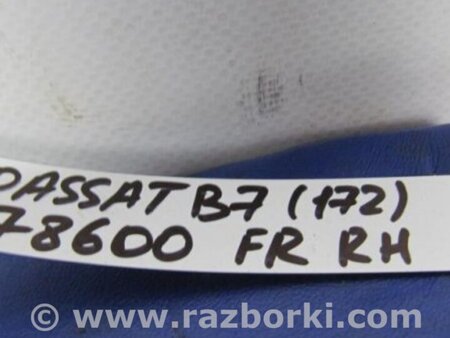 PASSAT B7 (172)
78600 FR RH
www.razborki.com